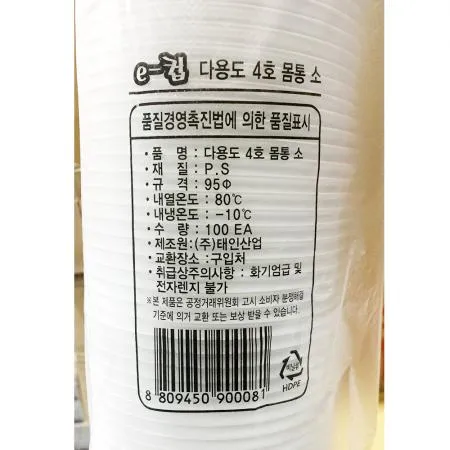 e-컵 다용도 4호 몸통 소
품질경영촉진법에 의한 품질표시
· 품 명 : 다용도 4호 몸통 소
· 재 질 : P.S
· 규 격 : 95Φ
· 내열온도 : 80℃
· 내냉온도 : -10℃
· 수 량 : 100 EA
· 제조원 : (주)태인산업
· 교환장소 : 구입처
· 취급상주의사항 : 화기엄급 및
전자렌지 불가
※ 본 제품은 공정거래위원회 고시 소비자 분쟁해결
기준에 의거 교환 또는 보상 받을 수 있습니다.
HDPE
8 809450 900081